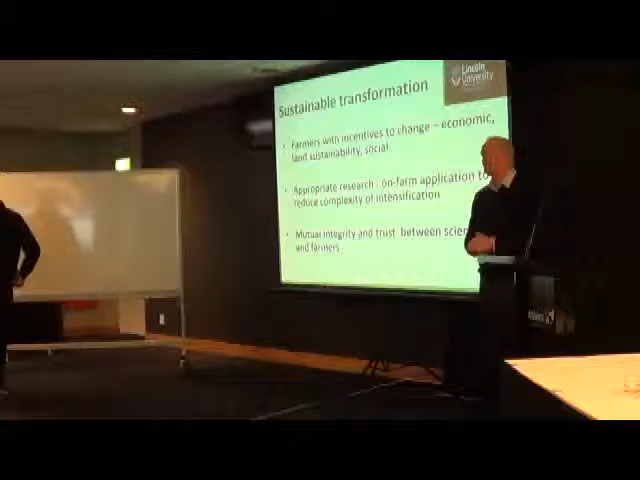 Lincoln
University
Sustainable transformation
• Farmers with incentives to change – economic,
land sustainability, social
• Appropriate research - on-farm application to
reduce complexity of intensification
• Mutual integrity and trust between scien
and farmers